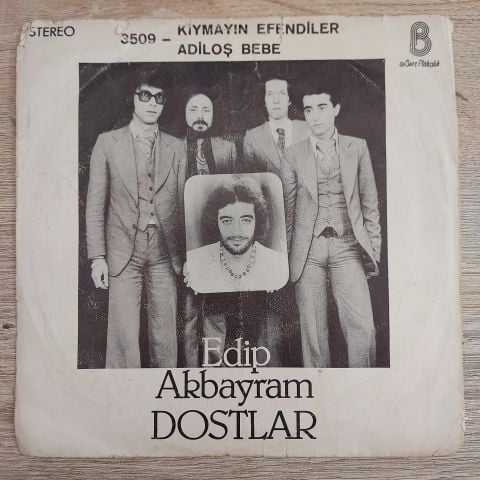 STEREO
3509 - KIYMAYIN EFENDİLER
ADİLOŞ BEBE
B
Edip
Akbayram
DOSTLAR